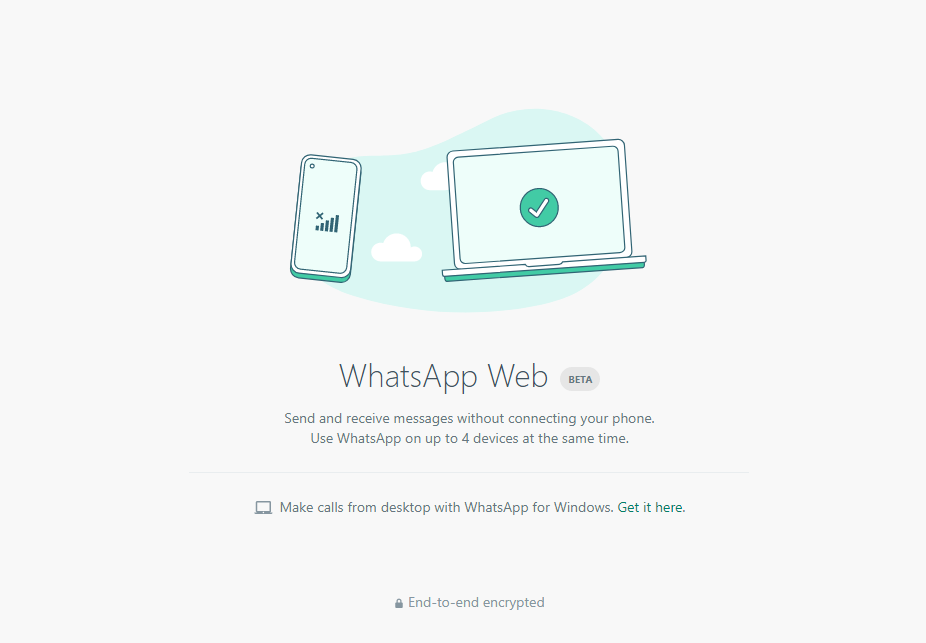 WhatsApp Web BETA
Send and receive messages without connecting your phone.
Use WhatsApp on up to 4 devices at the same time.
Make calls from desktop with WhatsApp for Windows. Get it here.
End-to-end encrypted